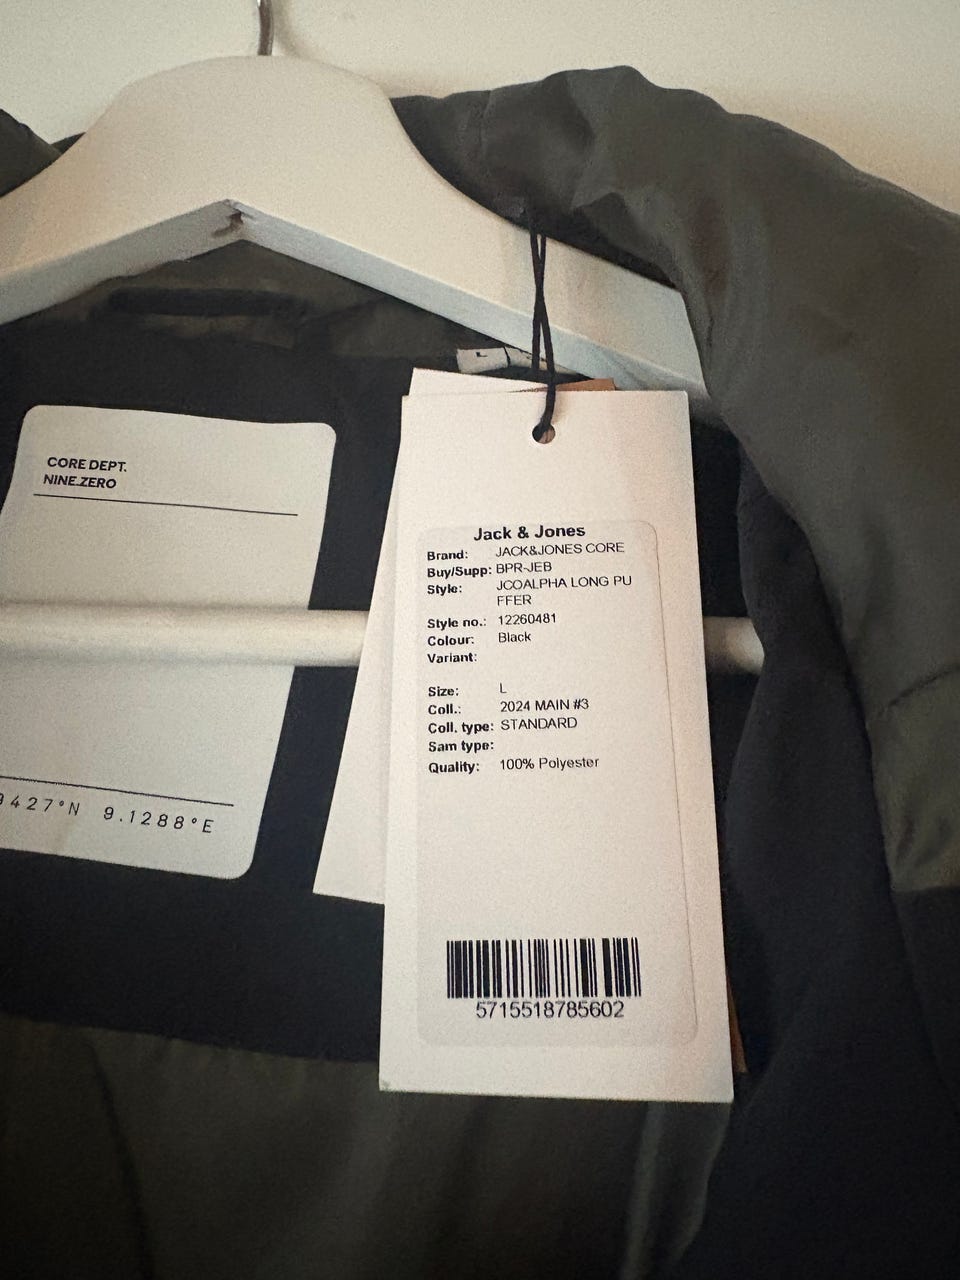 L
CORE DEPT.
NINE.ZERO
9427°N 9.1288°E
Jack & Jones
Brand: JACK&JONES CORE
Buy/Supp: BPR-JEB
Style: JCOALPHA LONG PU
FFER
Style no.: 12260481
Colour: Black
Variant:
Size: L
Coll.: 2024 MAIN #3
Coll. type: STANDARD
Sam type:
Quality: 100% Polyester
5715518785602